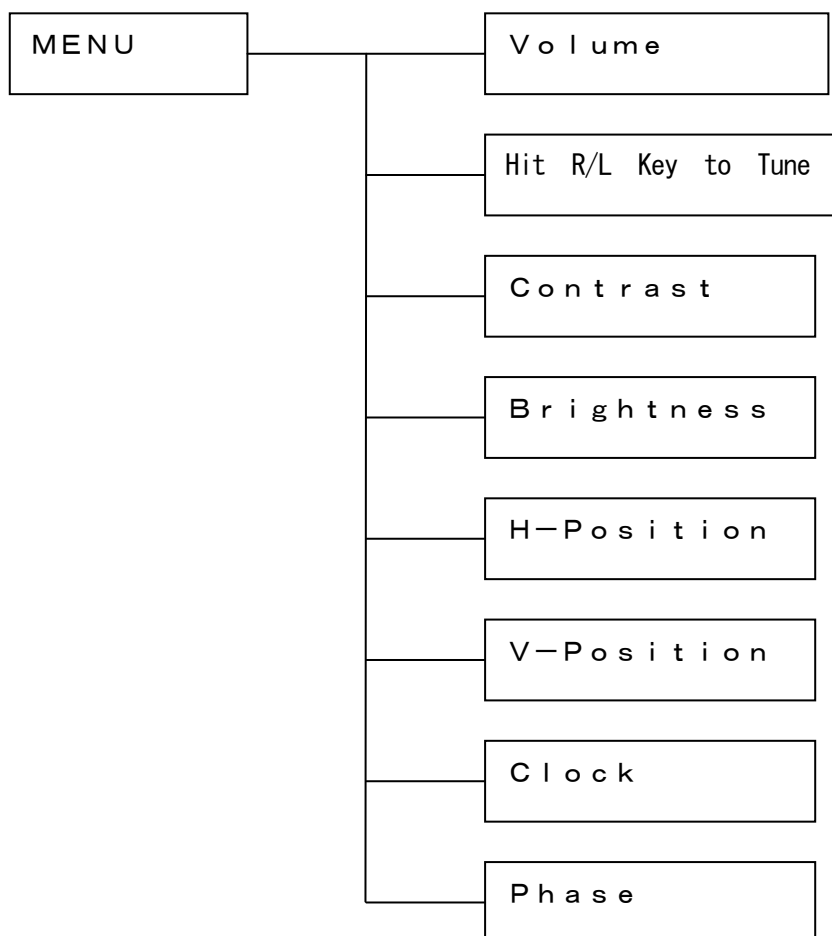 MENU
Volume
Hit R/L Key to Tune
Contrast
Brightness
H－Position
V－Position
Clock
Phase